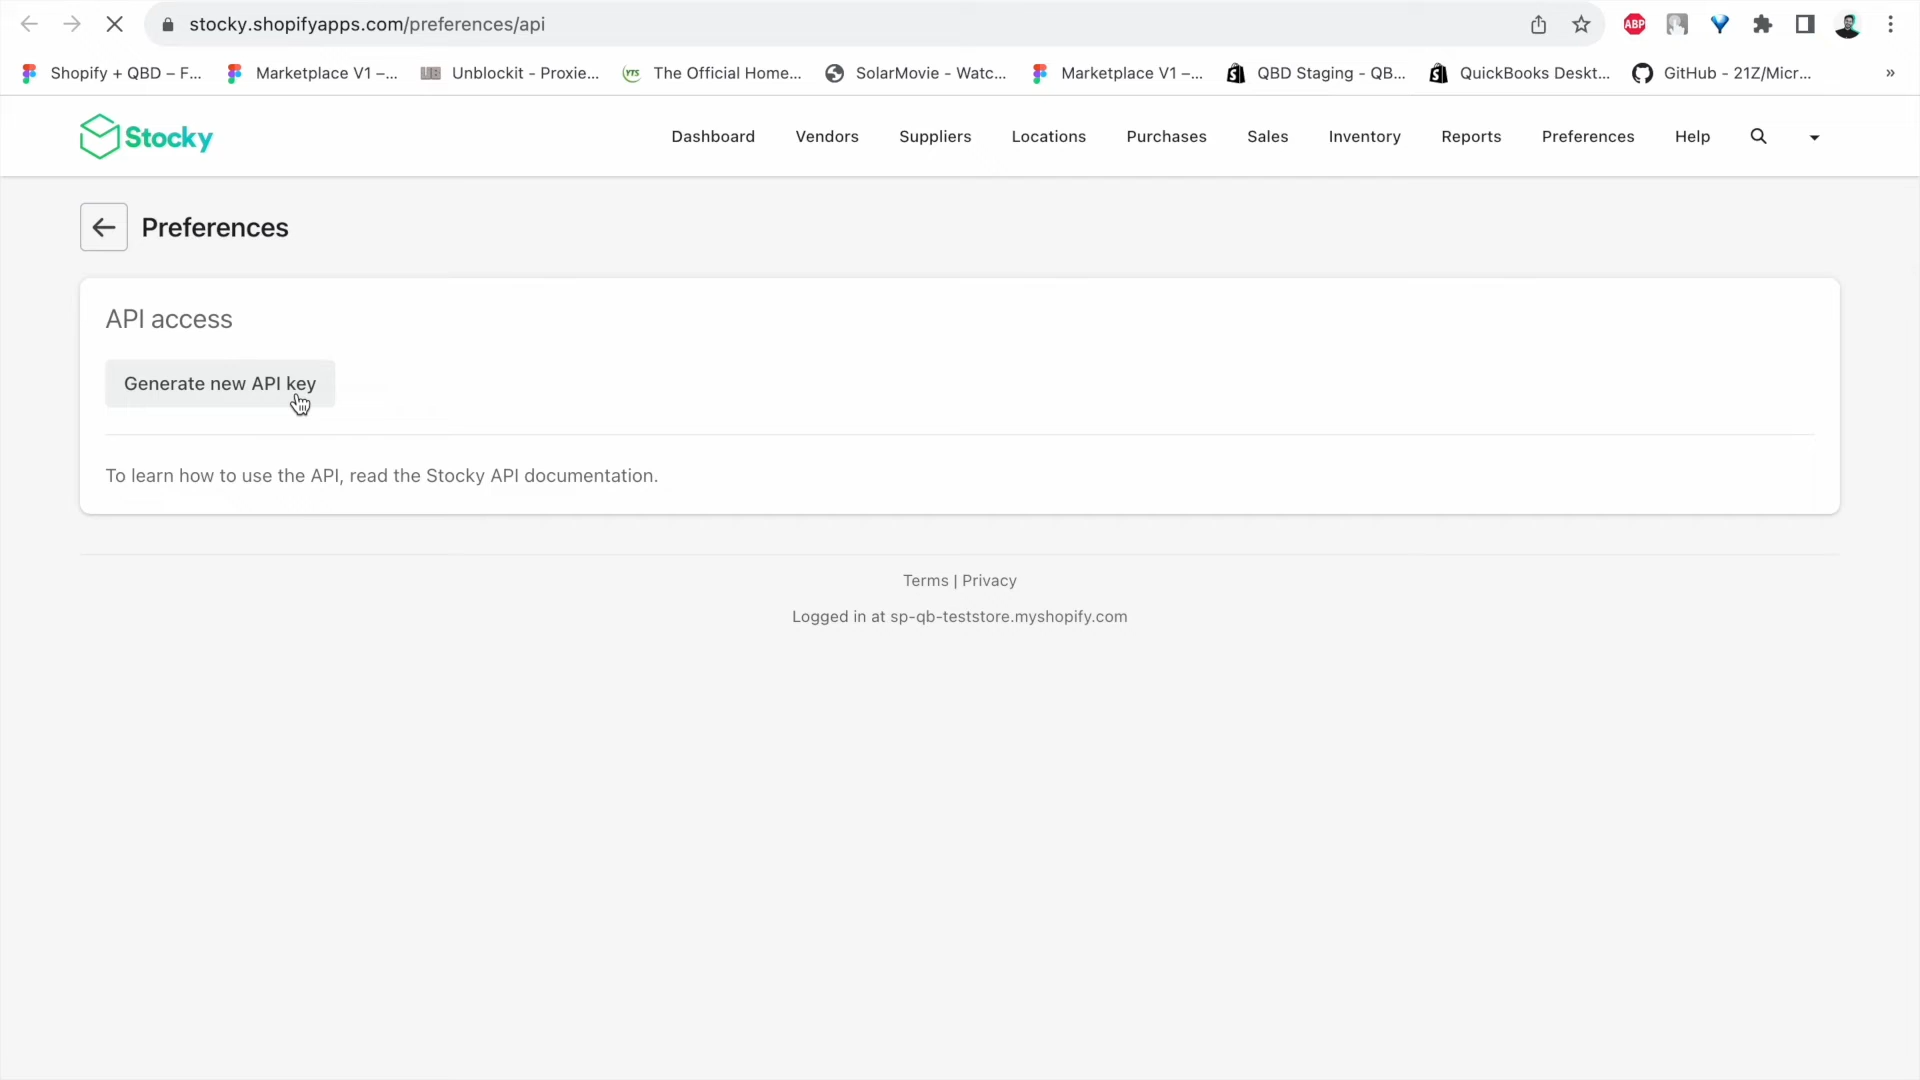 stocky.shopifyapps.com/preferences/api
ABP
Shopify + QBD – F... Marketplace V1 –... UB Unblockit - Proxie... YTS The Official Home... SolarMovie - Watc... Marketplace V1 –... QBD Staging - QB... QuickBooks Deskt... GitHub - 21Z/Micr... »
Stocky Dashboard Vendors Suppliers Locations Purchases Sales Inventory Reports Preferences Help
Preferences
API access
Generate new API key
To learn how to use the API, read the Stocky API documentation.
Terms | Privacy
Logged in at sp-qb-teststore.myshopify.com